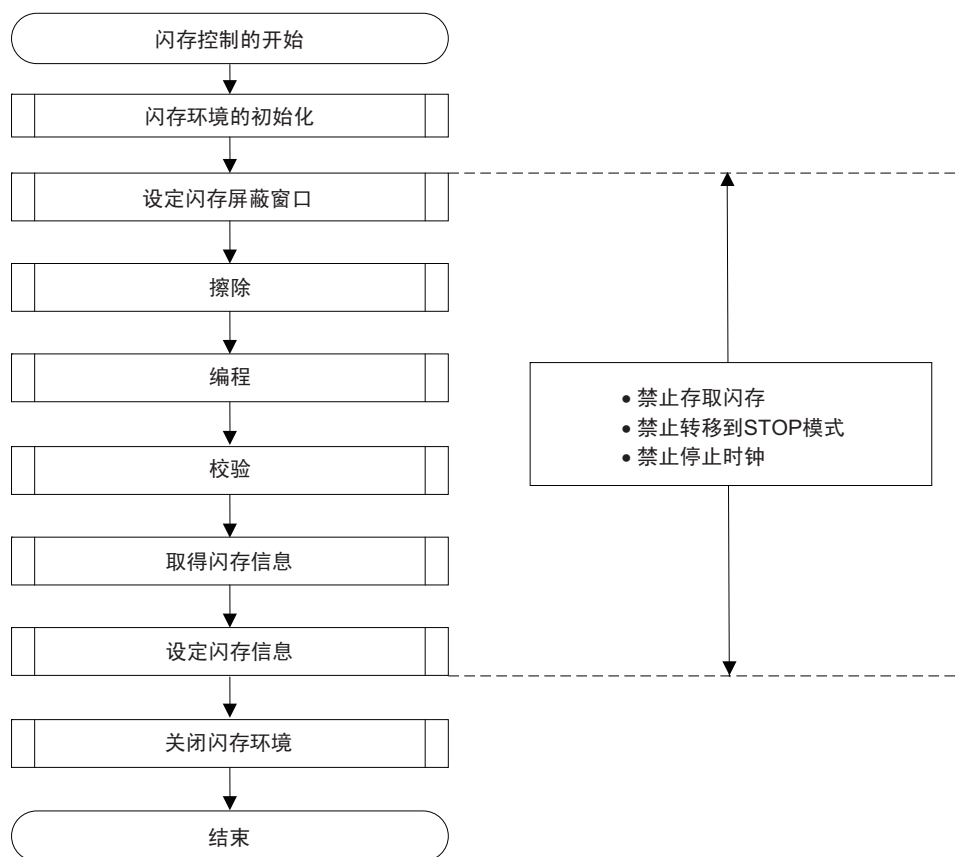 闪存控制的开始
闪存环境的初始化
设定闪存屏蔽窗口
擦除
编程
校验
取得闪存信息
设定闪存信息
关闭闪存环境
结束
● 禁止存取闪存
● 禁止转移到STOP模式
● 禁止停止时钟